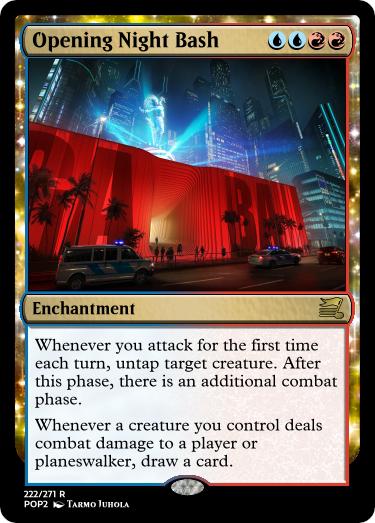 Opening Night Bash
BA BA
Enchantment
Whenever you attack for the first time
each turn, untap target creature. After
this phase, there is an additional combat
phase.
Whenever a creature you control deals
combat damage to a player or
planeswalker, draw a card.
222/271 R
POP2 Tarmo Juhola